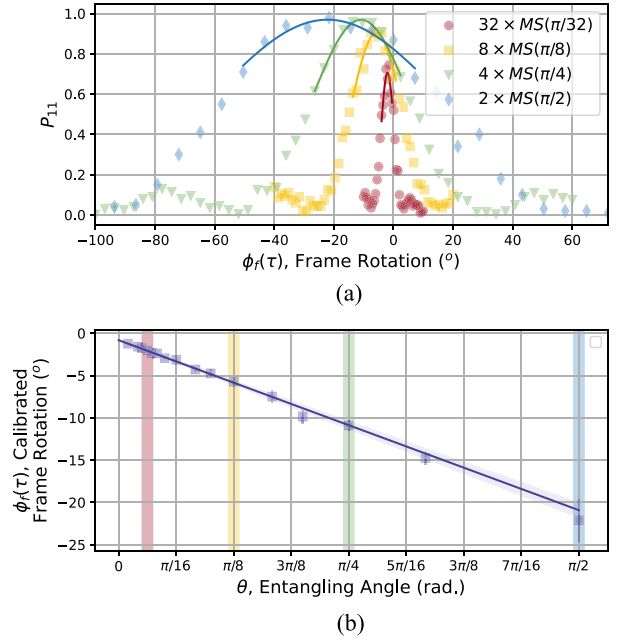 1.0
0.8
0.6
0.4
0.2
0.0
P₁₁
32 × MS(π/32)
8 × MS(π/8)
4 × MS(π/4)
2 × MS(π/2)
−100 −80 −60 −40 −20 0 20 40 60
ϕf(τ), Frame Rotation (°)
(a)
0
−5
−10
−15
−20
−25
ϕf(τ), Calibrated
Frame Rotation (°)
0 π/16 π/8 3π/8 π/4 5π/16 3π/8 7π/16 π/2
θ, Entangling Angle (rad.)
(b)